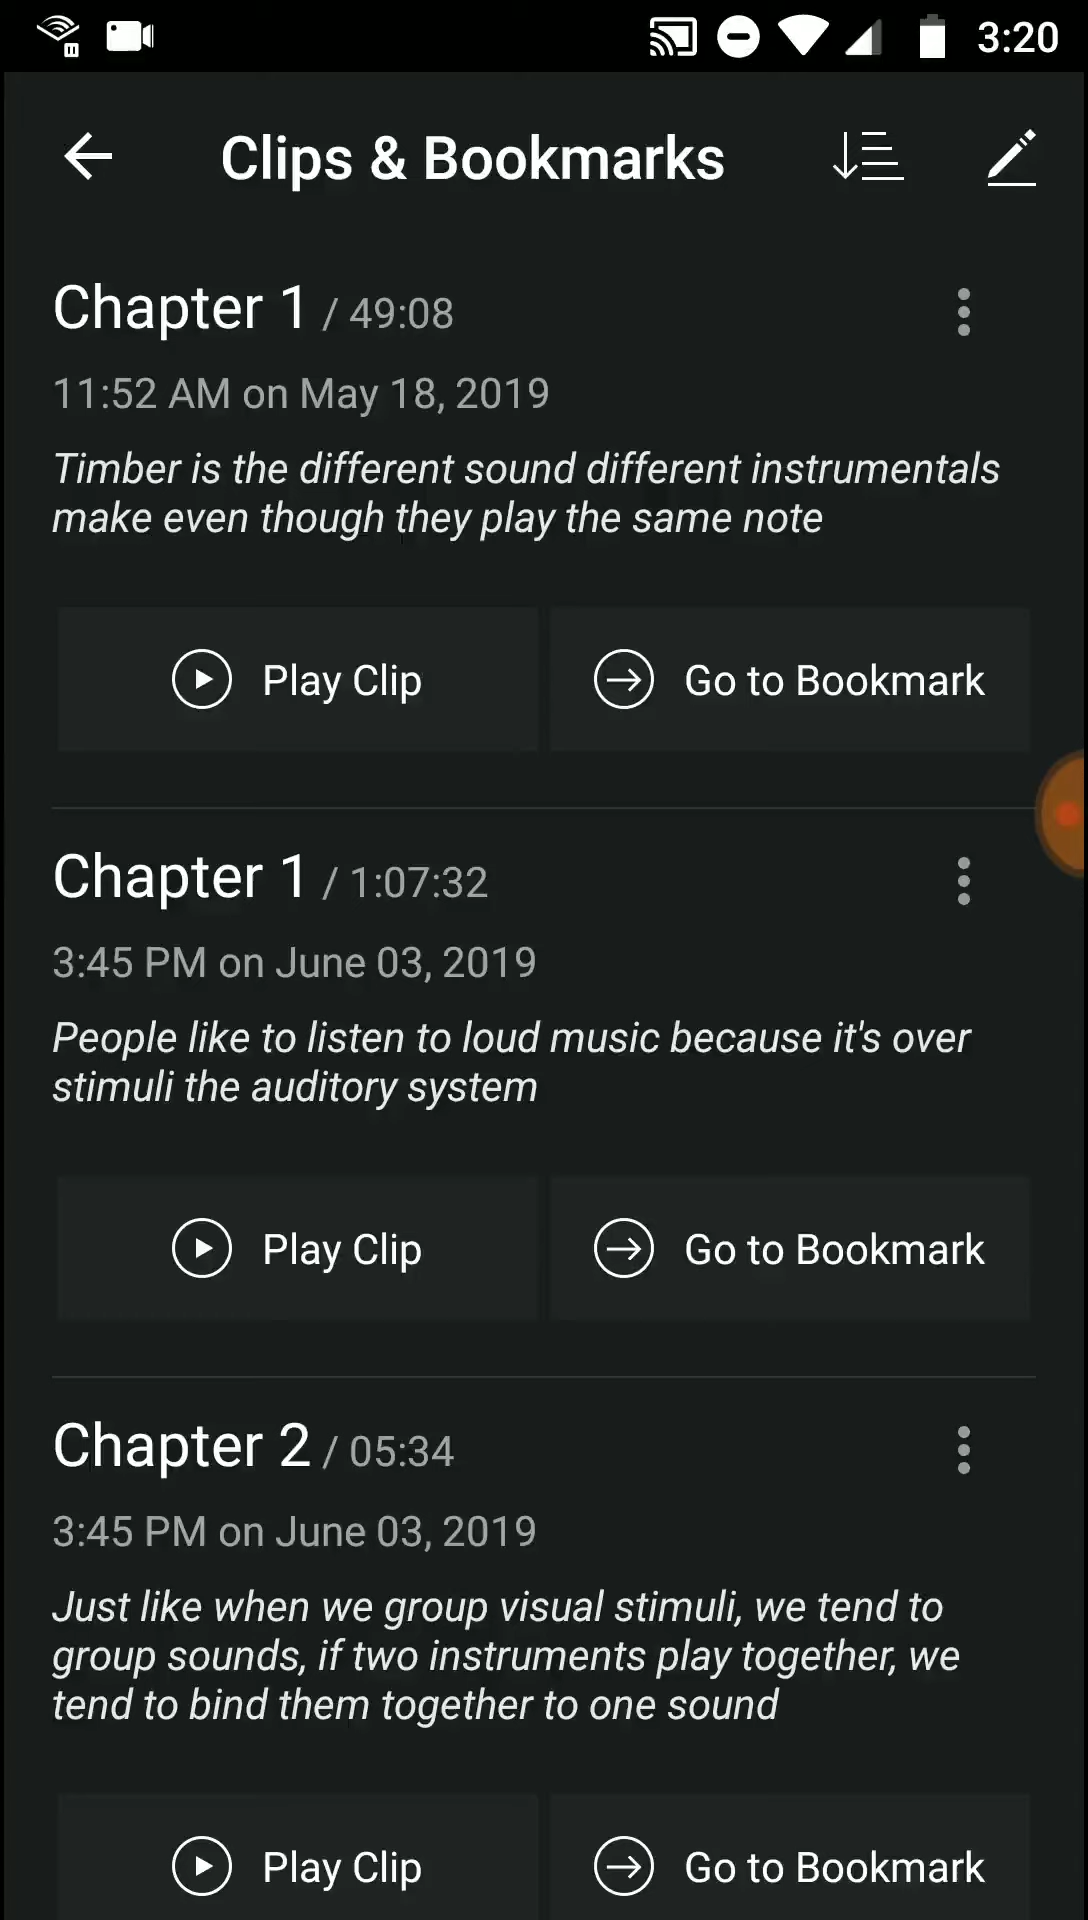 3:20
Clips & Bookmarks
Chapter 1 / 49:08
11:52 AM on May 18, 2019
Timber is the different sound different instrumentals
make even though they play the same note
Play Clip
Go to Bookmark
Chapter 1 / 1:07:32
3:45 PM on June 03, 2019
People like to listen to loud music because it's over
stimuli the auditory system
Play Clip
Go to Bookmark
Chapter 2 / 05:34
3:45 PM on June 03, 2019
Just like when we group visual stimuli, we tend to
group sounds, if two instruments play together, we
tend to bind them together to one sound
Play Clip
Go to Bookmark